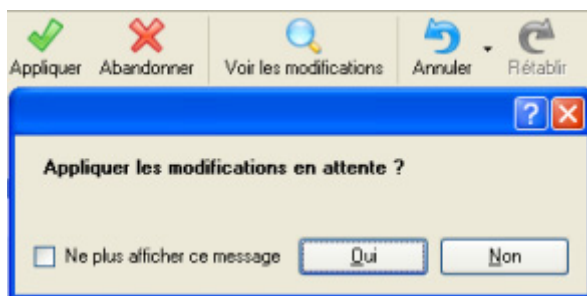 Appliquer Abandonner Voir les modifications Annuler Rétablir
?
Appliquer les modifications en attente ?
Ne plus afficher ce message Oui Non